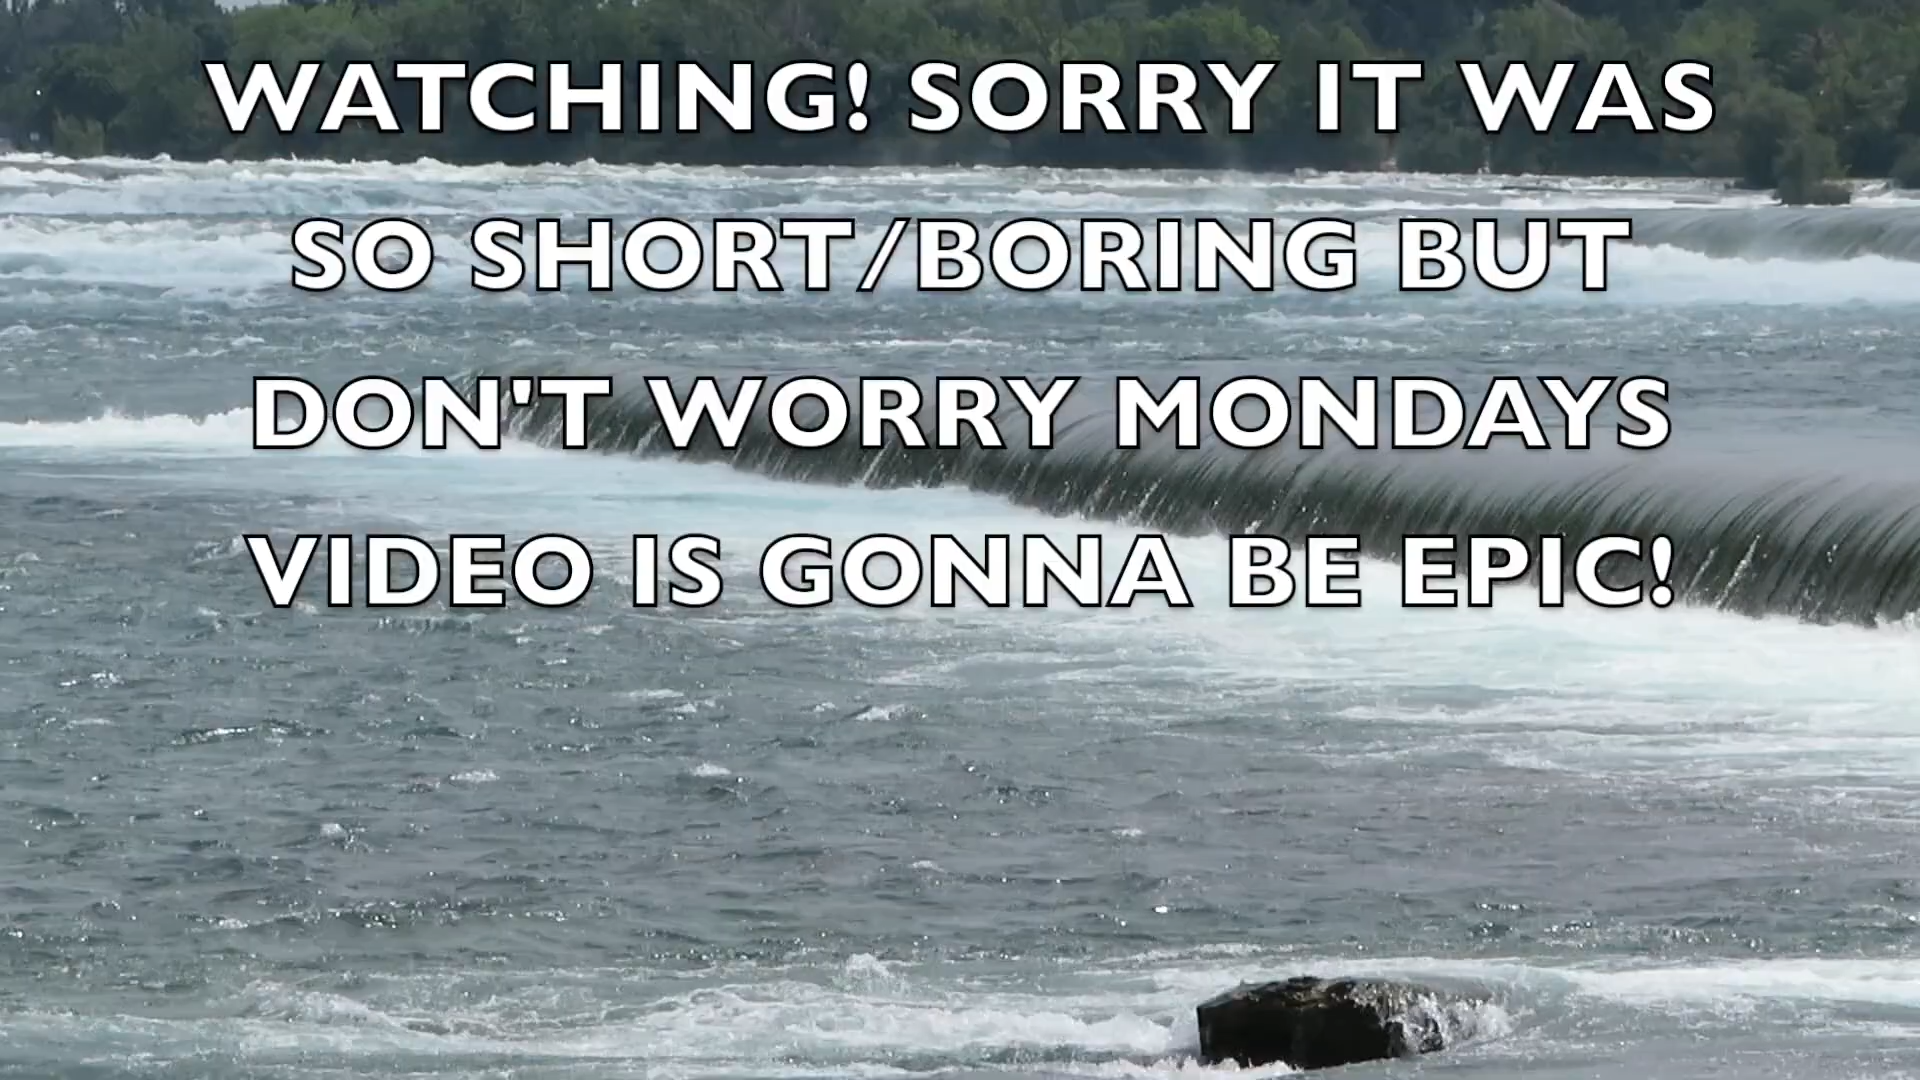 WATCHING! SORRY IT WAS
SO SHORT/BORING BUT
DON'T WORRY MONDAYS
VIDEO IS GONNA BE EPIC!